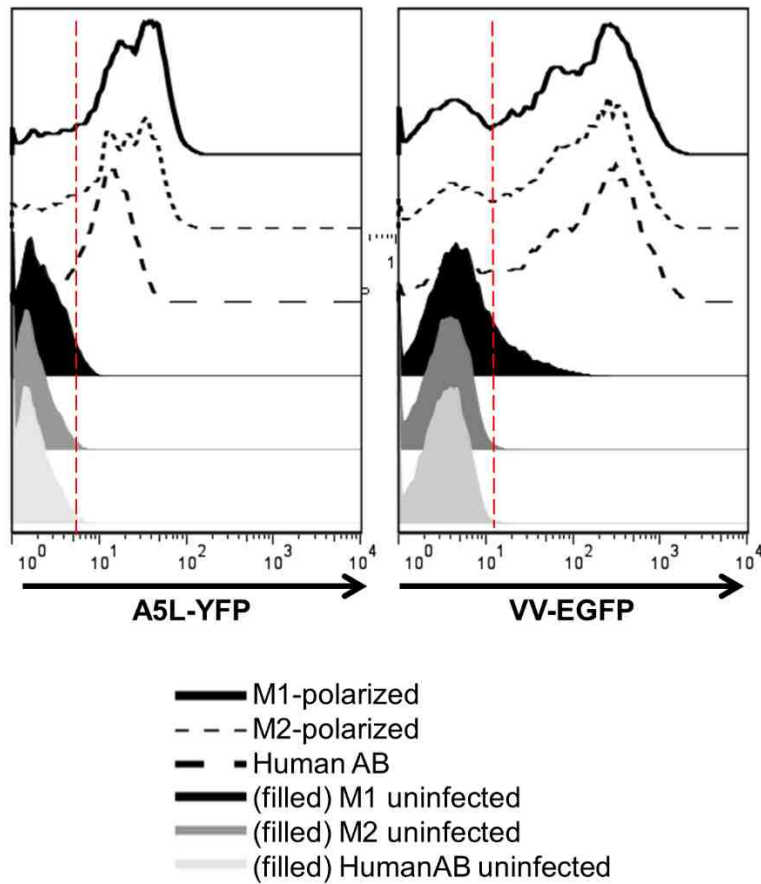 1
0
10^0 10^1 10^2 10^3 10^4
10^0 10^1 10^2 10^3 10^4
A5L-YFP
VV-EGFP
M1-polarized
M2-polarized
Human AB
(filled) M1 uninfected
(filled) M2 uninfected
(filled) HumanAB uninfected